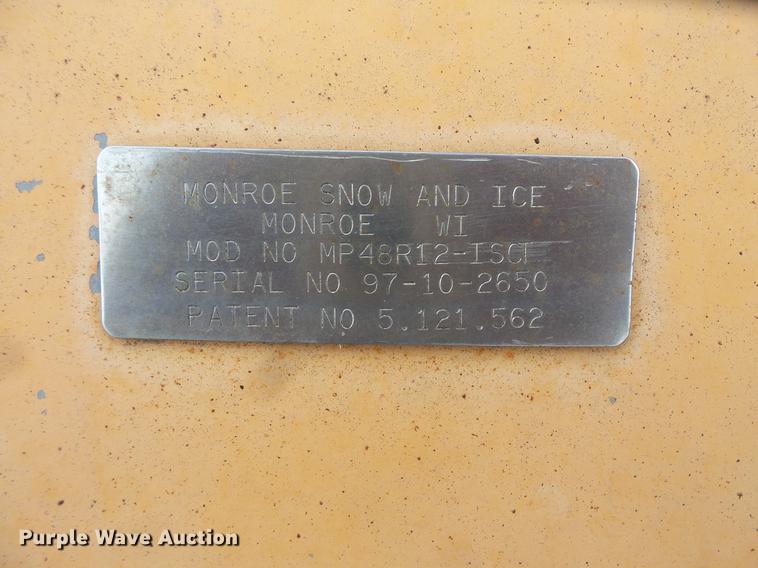 MONROE SNOW AND ICE
MONROE WI
MOD NO MP48R12-ISCT
SERIAL NO 97-10-2650
PATENT NO 5.121.562
Purple Wave Auction